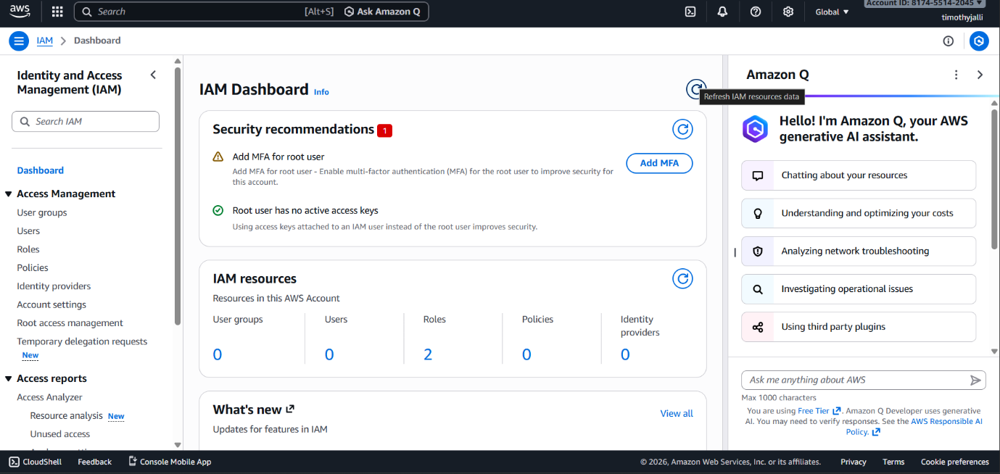 aws
Search [Alt+S] Ask Amazon Q
Global
Account ID: 8174-5514-2045
timothyjalli
IAM > Dashboard
Identity and Access
Management (IAM)
Search IAM
Dashboard
Access Management
User groups
Users
Roles
Policies
Identity providers
Account settings
Root access management
Temporary delegation requests
New
Access reports
Access Analyzer
Resource analysis New
Unused access
IAM Dashboard Info
Refresh IAM resources data
Security recommendations 1
Add MFA for root user
Add MFA for root user - Enable multi-factor authentication (MFA) for the root user to improve security for
this account.
Add MFA
Root user has no active access keys
Using access keys attached to an IAM user instead of the root user improves security.
IAM resources
Resources in this AWS Account
User groups
0
Users
0
Roles
2
Policies
0
Identity
providers
0
What's new
View all
Updates for features in IAM
Amazon Q
Hello! I'm Amazon Q, your AWS
generative AI assistant.
Chatting about your resources
Understanding and optimizing your costs
Analyzing network troubleshooting
Investigating operational issues
Using third party plugins
Ask me anything about AWS
Max 1000 characters
You are using Free Tier. Amazon Q Developer uses generative
AI. You may need to verify responses. See the AWS Responsible AI
Policy.
CloudShell Feedback Console Mobile App
© 2026, Amazon Web Services, Inc. or its affiliates. Privacy Terms Cookie preferences